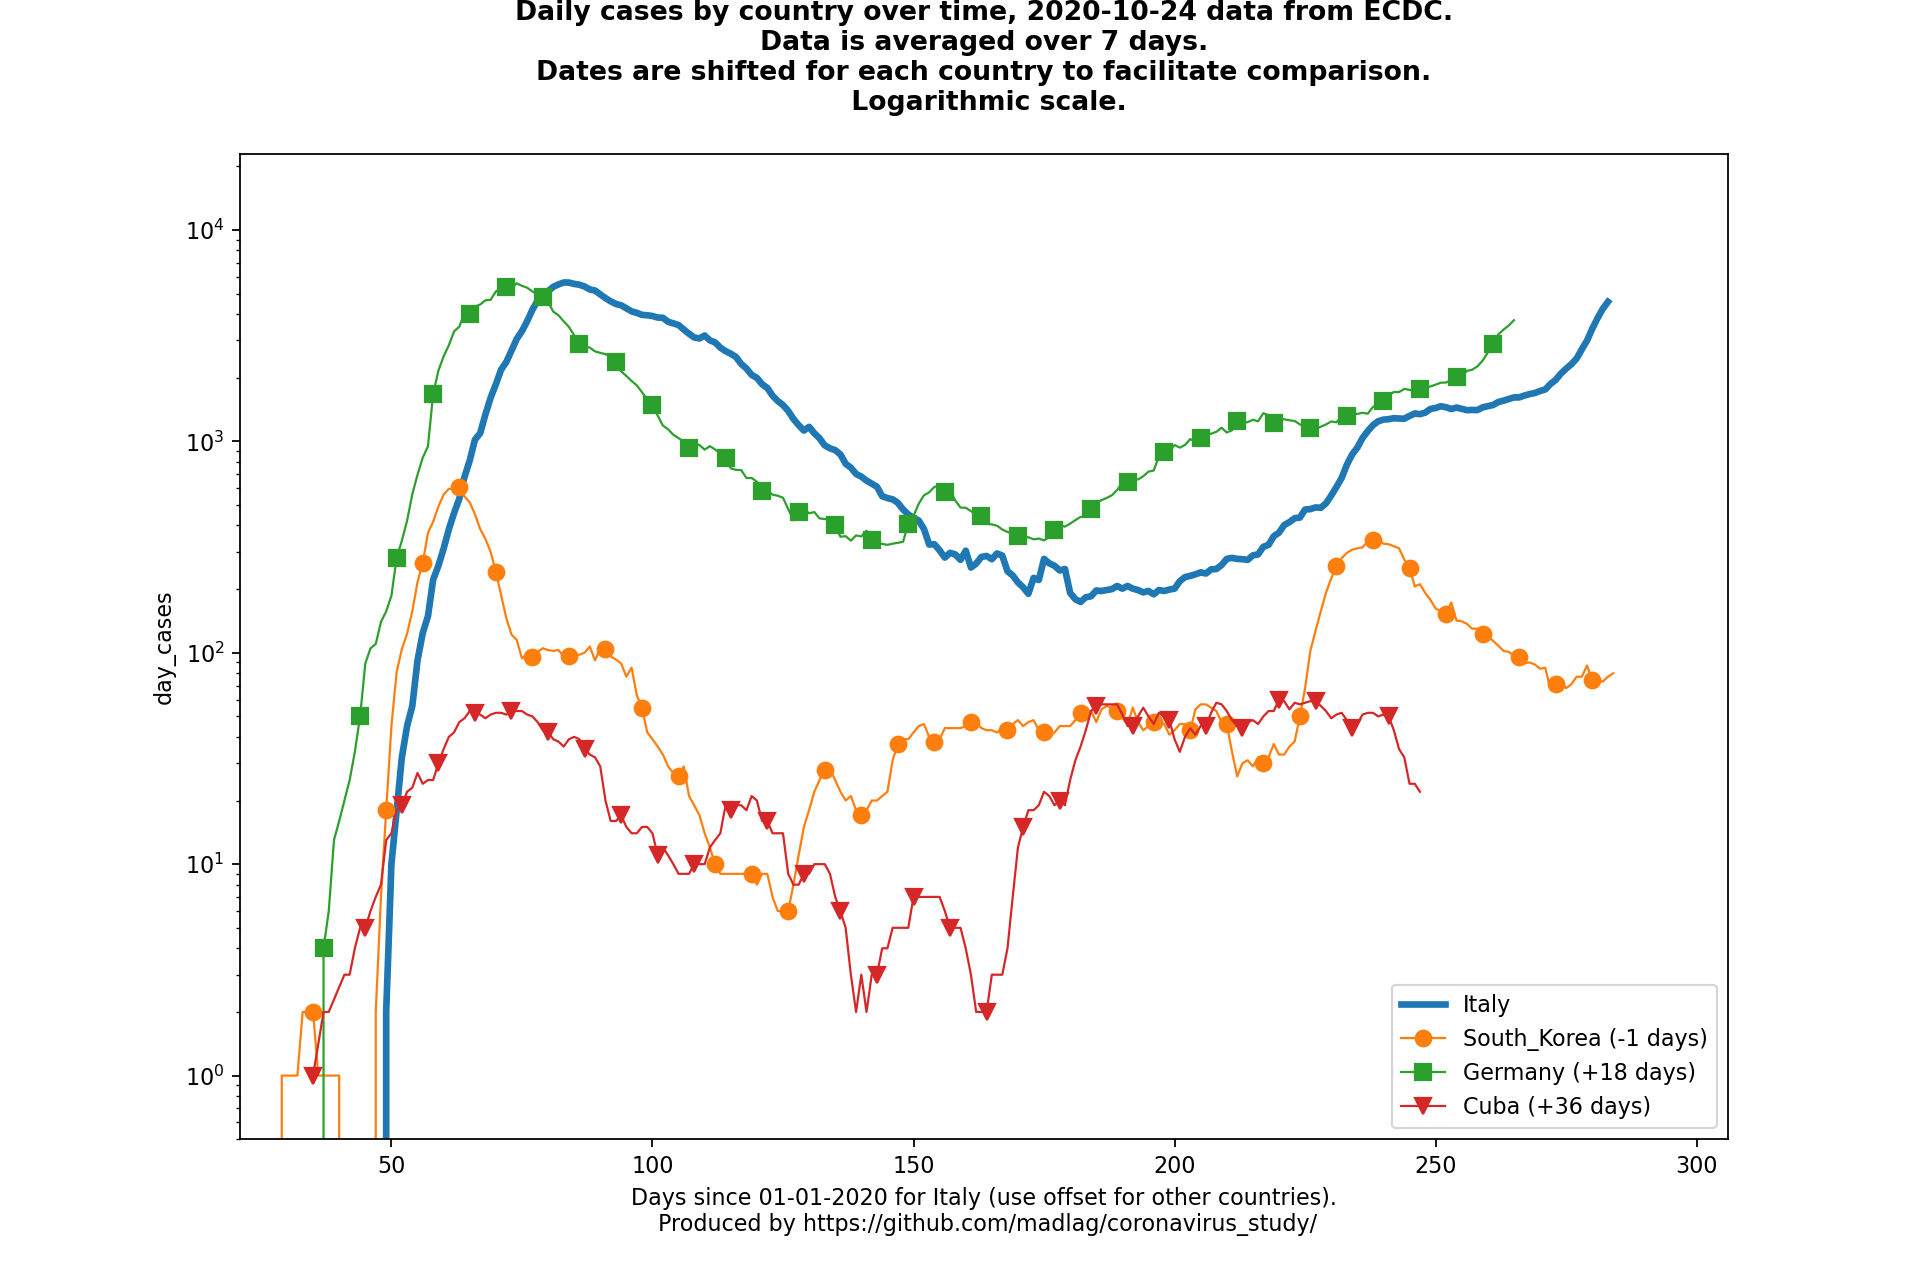 Daily cases by country over time, 2020-10-24 data from ECDC.
Data is averaged over 7 days.
Dates are shifted for each country to facilitate comparison.
Logarithmic scale.
10⁴
10³
10²
10¹
10⁰
day_cases
Italy
South_Korea (-1 days)
Germany (+18 days)
Cuba (+36 days)
50 100 150 200 250 300
Days since 01-01-2020 for Italy (use offset for other countries).
Produced by https://github.com/madlag/coronavirus_study/